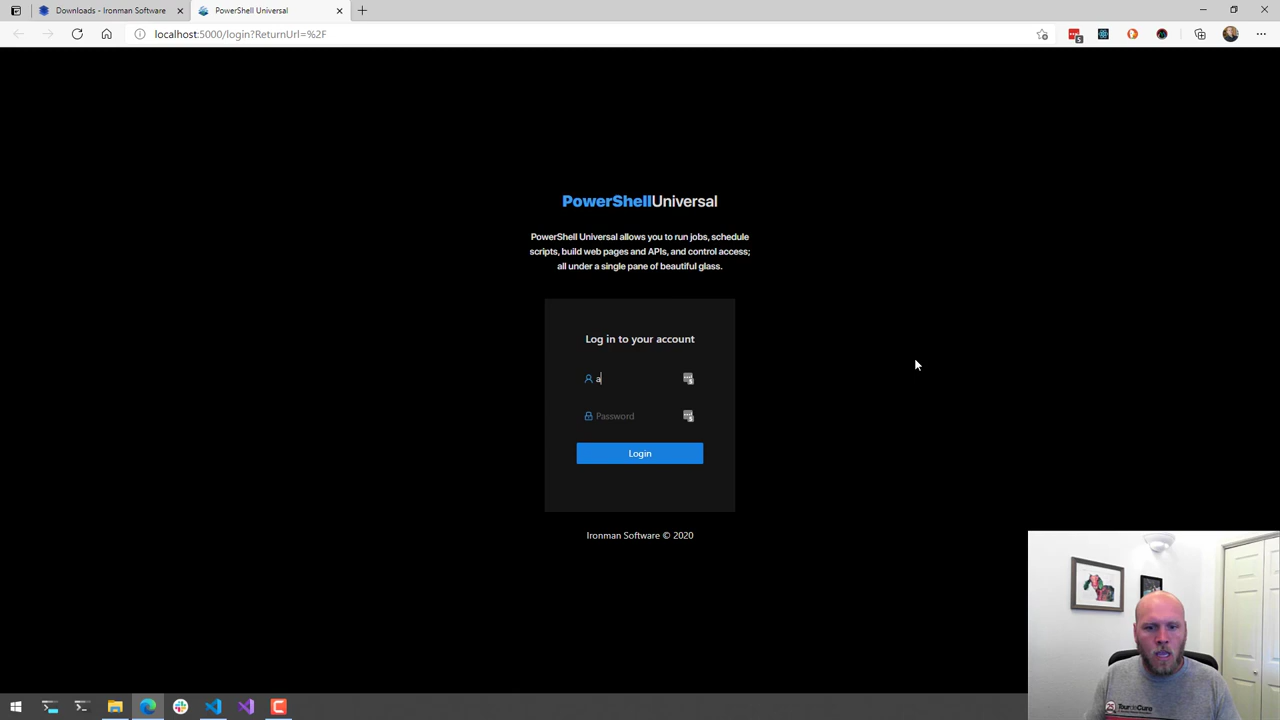 Downloads - Ironman Software
PowerShell Universal
localhost:5000/login?ReturnUrl=%2F
PowerShellUniversal
PowerShell Universal allows you to run jobs, schedule
scripts, build web pages and APIs, and control access;
all under a single pane of beautiful glass.
Log in to your account
a
Password
Login
Ironman Software © 2020